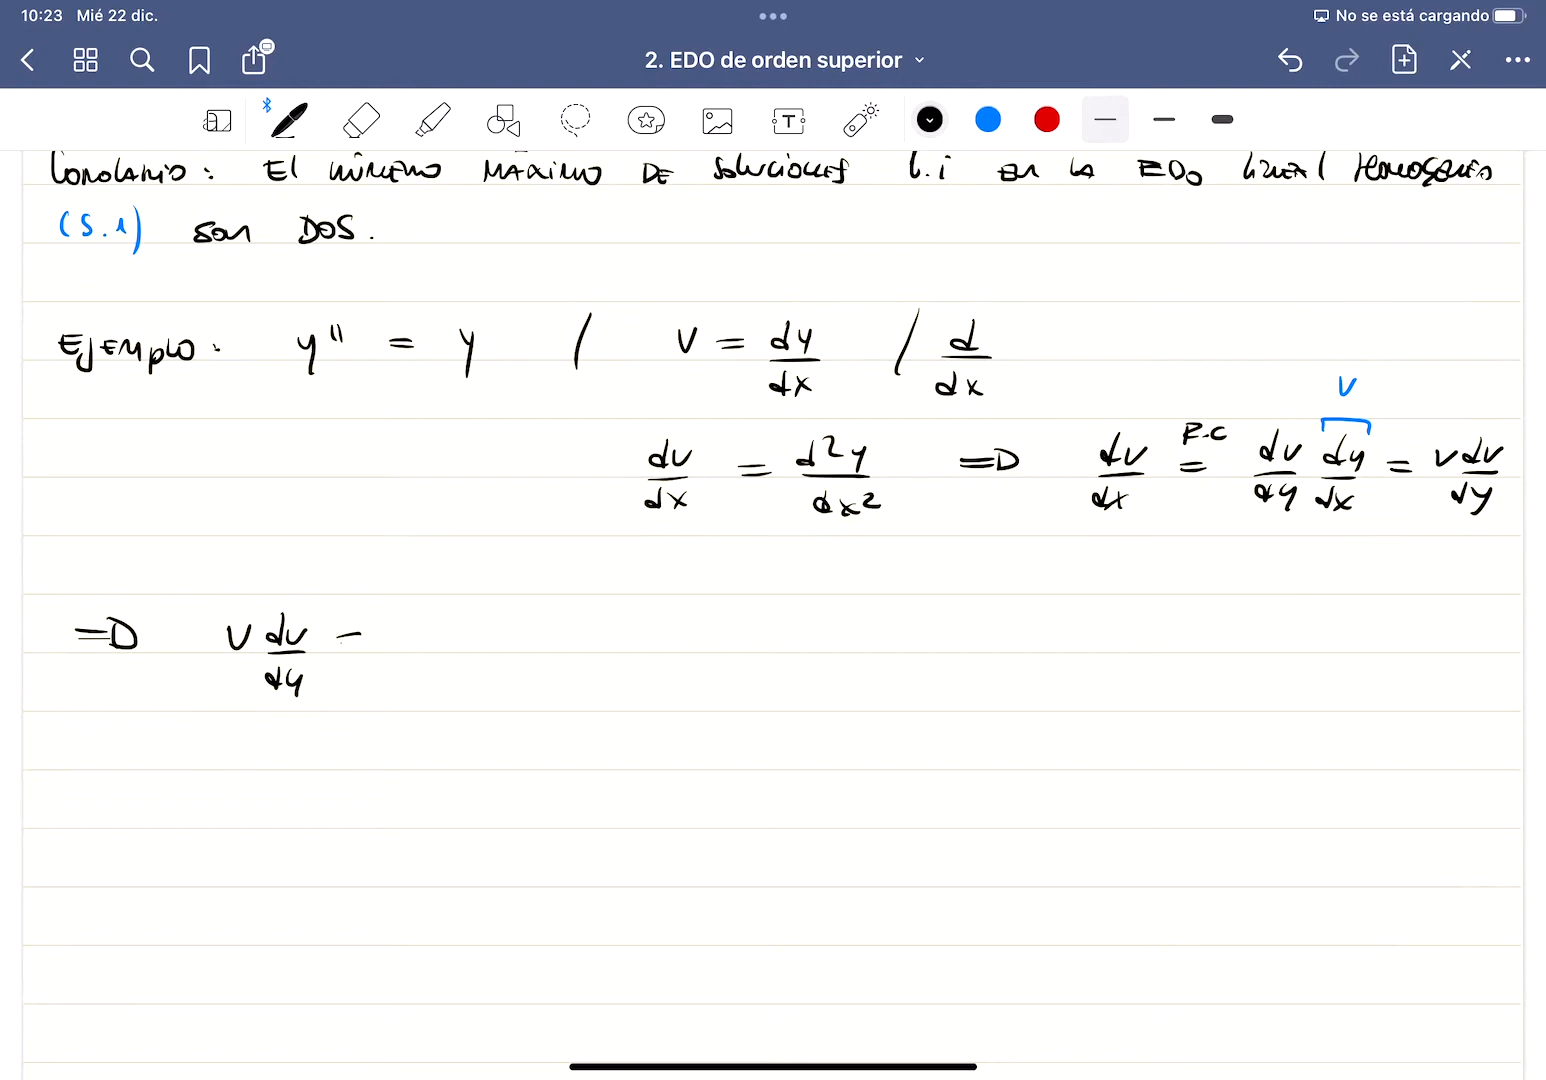 10:23 Mié 22 dic.
No se está cargando
2. EDO de orden superior
Corolario: El número máximo de soluciones l.i en la EDO lineal Homogénea
(5.1) son DOS.
Ejemplo. y'' = y / v = dy/dx / d/dx
v
dv/dx = d²y/dx² => dv/dx = R.C dv/dy dy/dx = v dv/dy
=> v dv/dy -